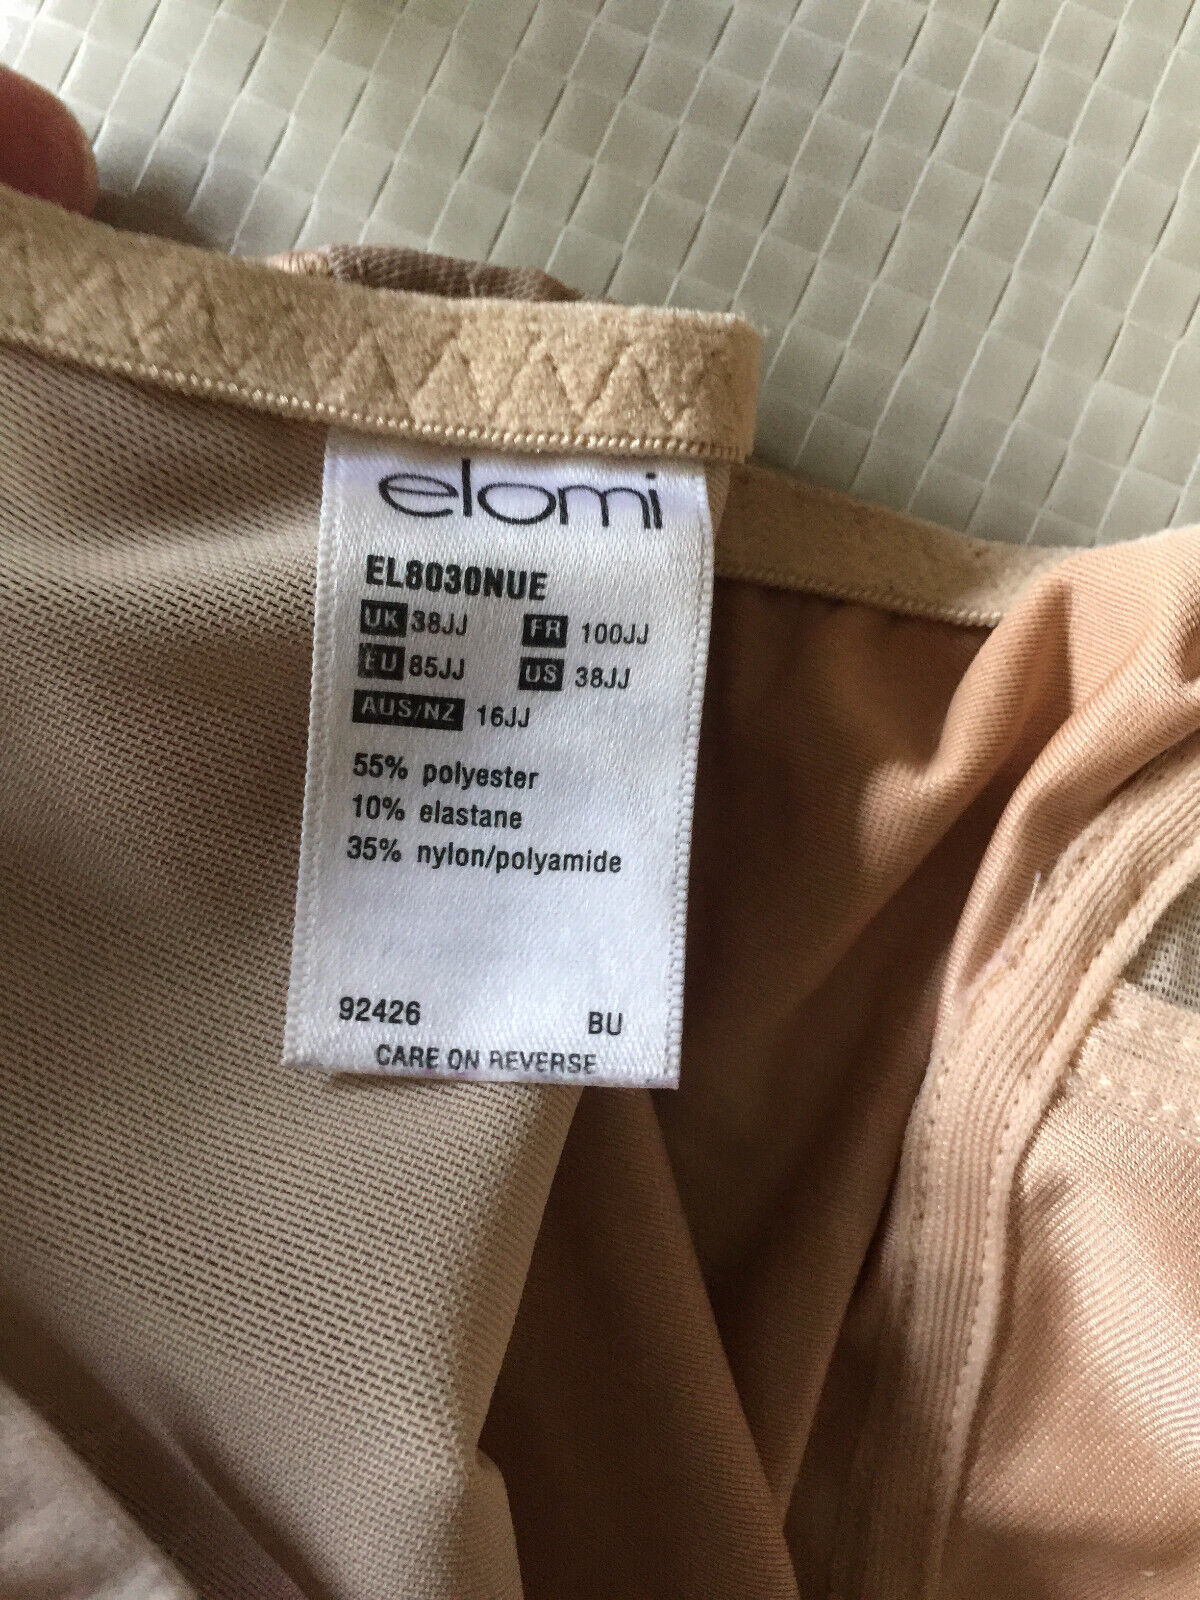 elomi
EL8030NUE
UK 38JJ FR 100JJ
EU 85JJ US 38JJ
AUS/NZ 16JJ
55% polyester
10% elastane
35% nylon/polyamide
92426 BU
CARE ON REVERSE